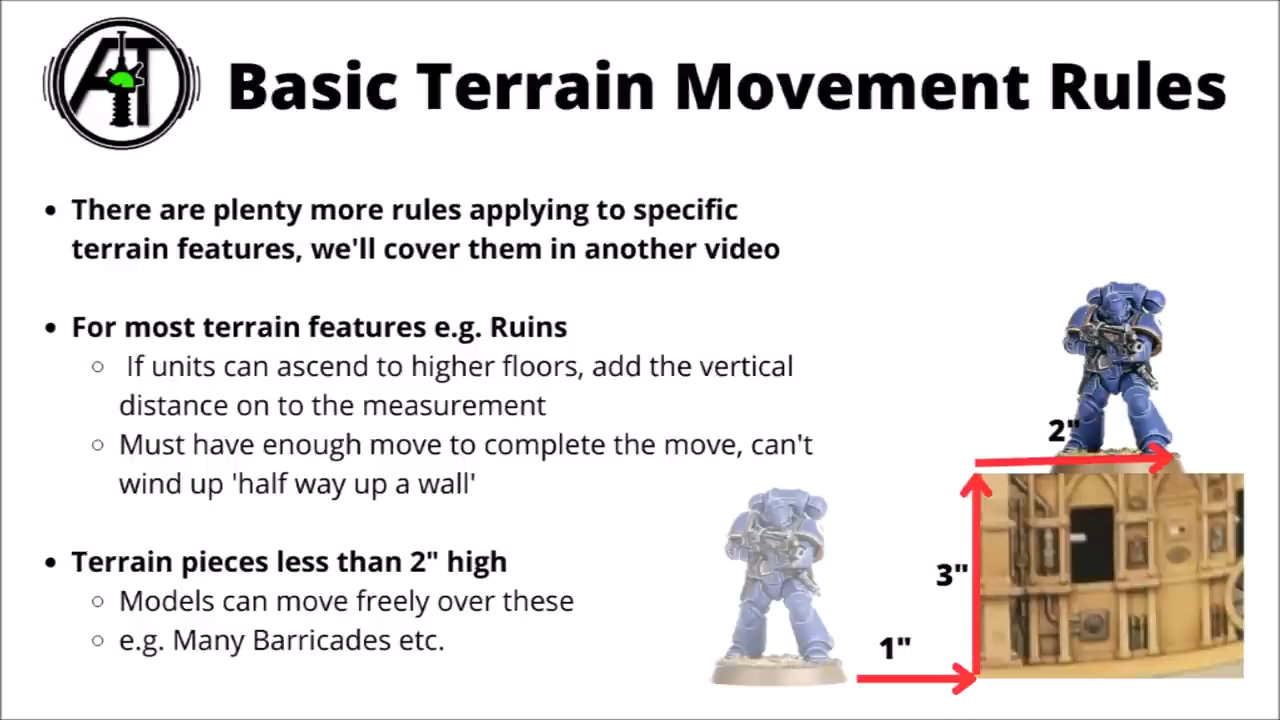 AT
Basic Terrain Movement Rules
• There are plenty more rules applying to specific
terrain features, we'll cover them in another video
• For most terrain features e.g. Ruins
○ If units can ascend to higher floors, add the vertical
distance on to the measurement
○ Must have enough move to complete the move, can't
wind up 'half way up a wall'
• Terrain pieces less than 2" high
○ Models can move freely over these
○ e.g. Many Barricades etc.
2"
3"
1"